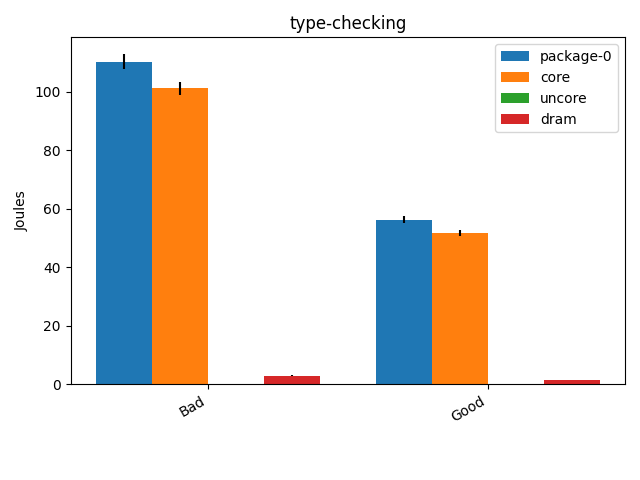 type-checking
package-0
core
uncore
dram
Joules
100
80
60
40
20
0
Bad
Good